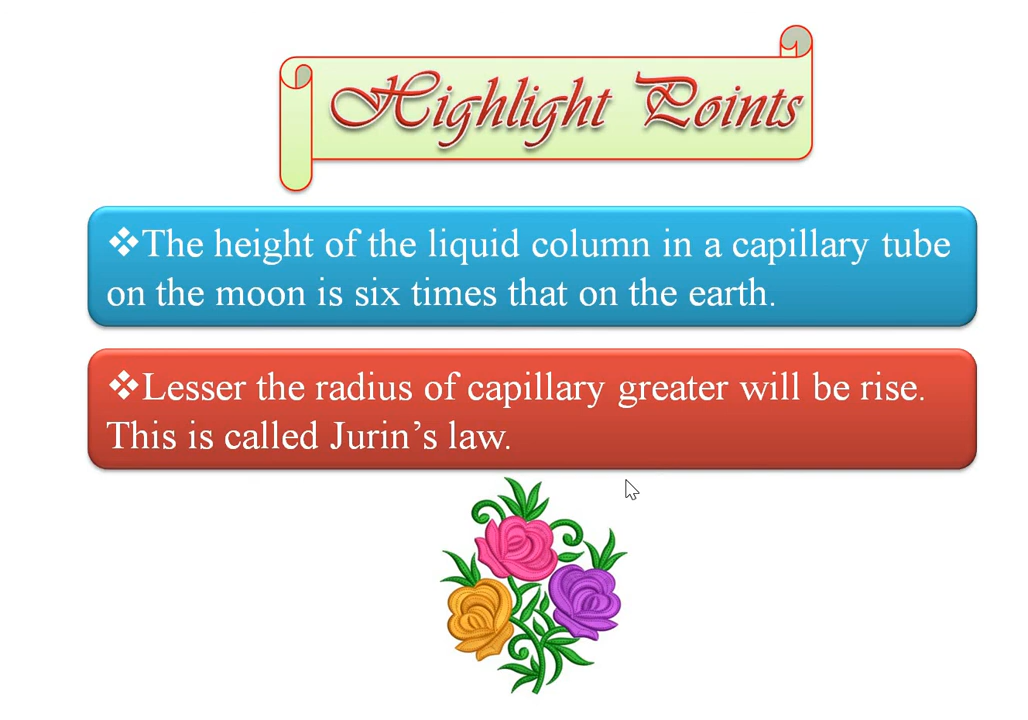 Highlight Points
❖The height of the liquid column in a capillary tube
on the moon is six times that on the earth.
❖Lesser the radius of capillary greater will be rise.
This is called Jurin’s law.